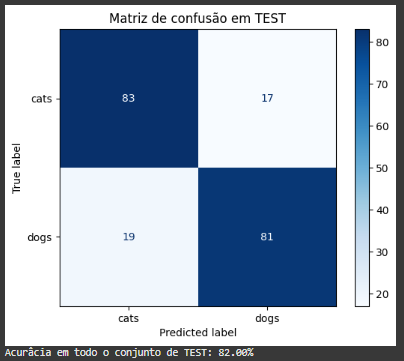 Matriz de confusão em TEST
cats
83
17
dogs
19
81
cats
dogs
True label
Predicted label
80
70
60
50
40
30
20
Acurâcia em todo o conjunto de TEST: 82.00%